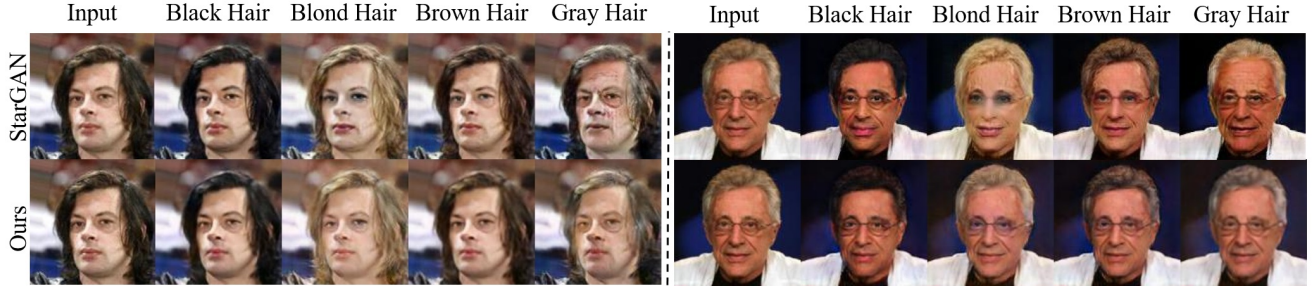 Input Black Hair Blond Hair Brown Hair Gray Hair Input Black Hair Blond Hair Brown Hair Gray Hair
StarGAN
Ours